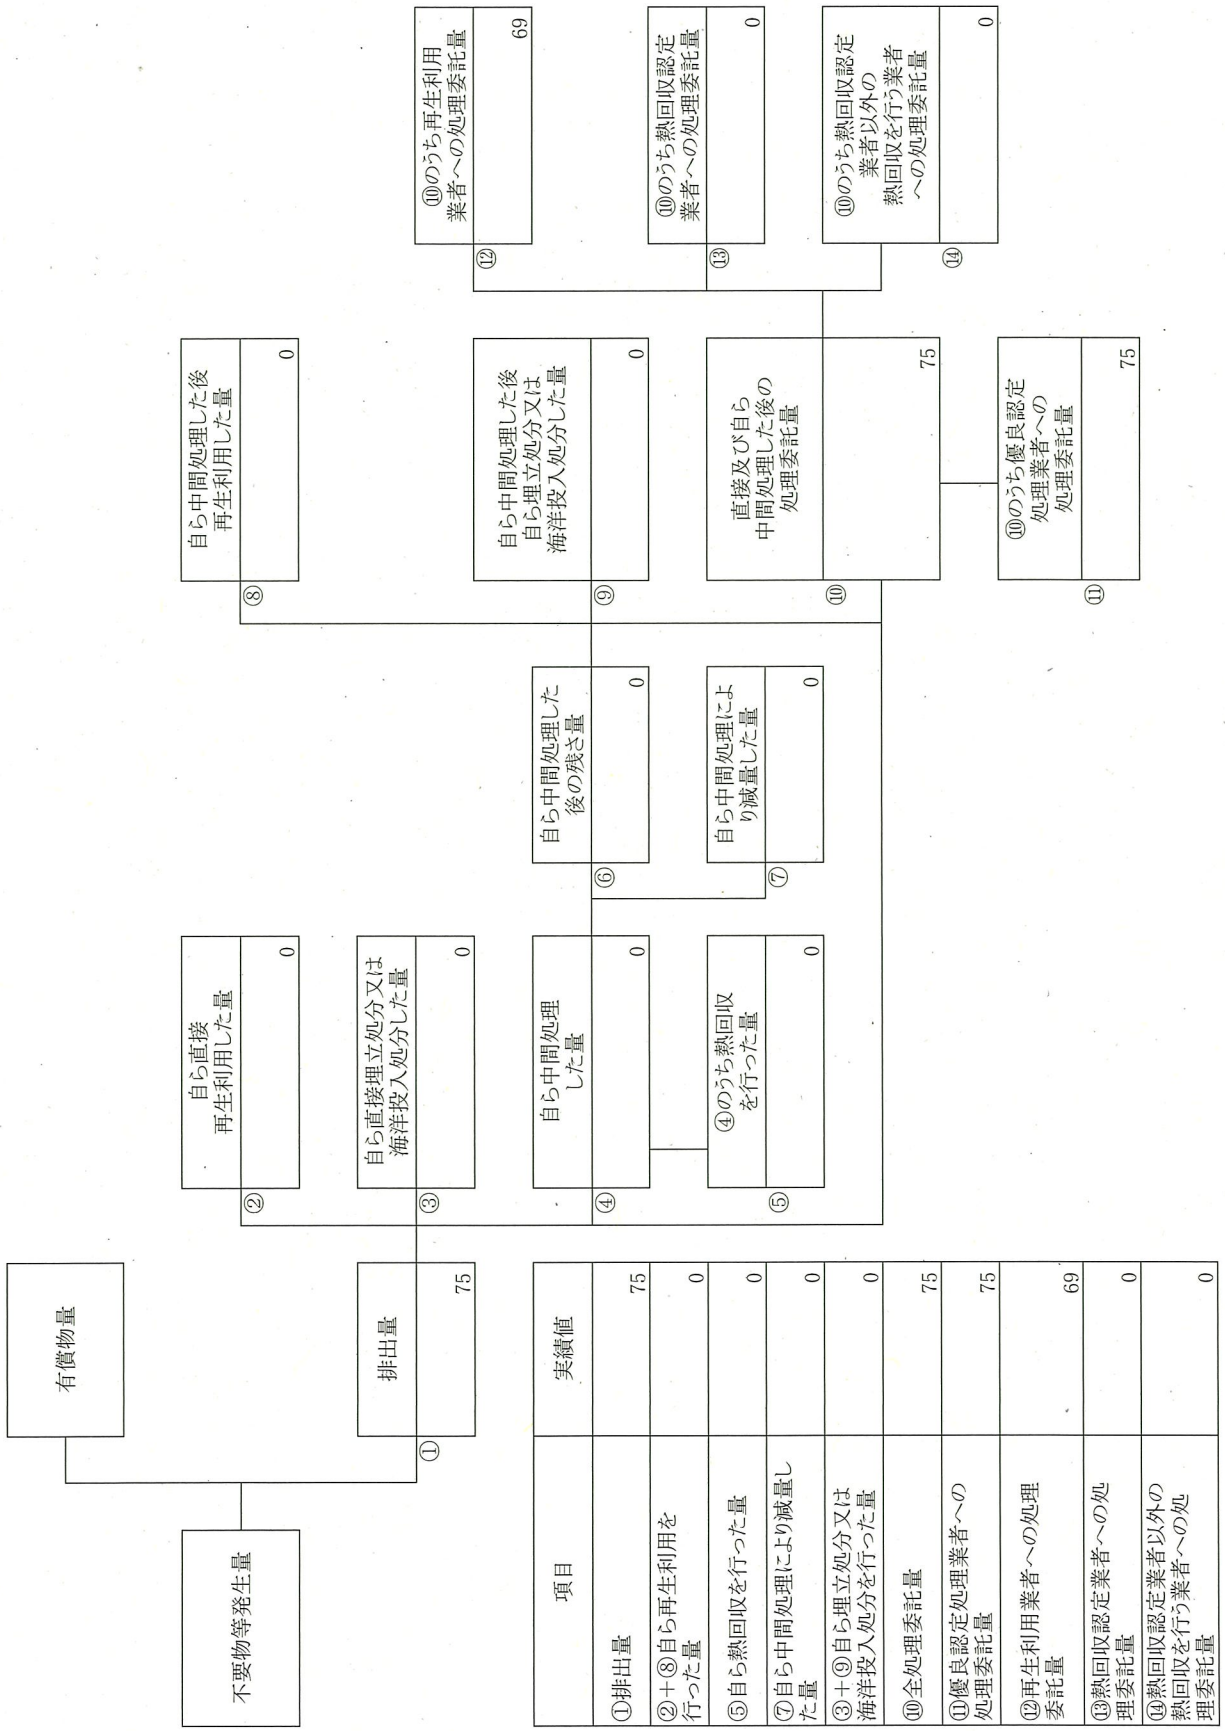 不要物等発生量
有償物量
①
排出量
75
②
自ら直接
再生利用した量
0
③
自ら直接埋立処分又は
海洋投入処分した量
0
④
自ら中間処理
した量
0
⑤
④のうち熱回収
を行った量
0
⑥
自ら中間処理した
後の残さ量
0
⑦
自ら中間処理によ
り減量した量
0
⑧
自ら中間処理した後
再生利用した量
0
⑨
自ら中間処理した後
自ら埋立処分又は
海洋投入処分した量
0
⑩
直接及び自ら
中間処理した後の
処理委託量
75
⑪
⑩のうち優良認定
処理業者への
処理委託量
75
⑫
⑩のうち再生利用
業者への処理委託量
69
⑬
⑩のうち熱回収認定
業者への処理委託量
0
⑭
⑩のうち熱回収認定
業者以外の
熱回収を行う業者
への処理委託量
0
項目 実績値
①排出量 75
②+⑧自ら再生利用を
行った量 0
⑤自ら熱回収を行った量 0
⑦自ら中間処理により減量し
た量 0
③+⑨自ら埋立処分又は
海洋投入処分を行った量 0
⑩全処理委託量 75
⑪優良認定処理業者への
処理委託量 75
⑫再生利用業者への処理
委託量 69
⑬熱回収認定業者への処
理委託量 0
⑭熱回収認定業者以外の
熱回収を行う業者への処
理委託量 0